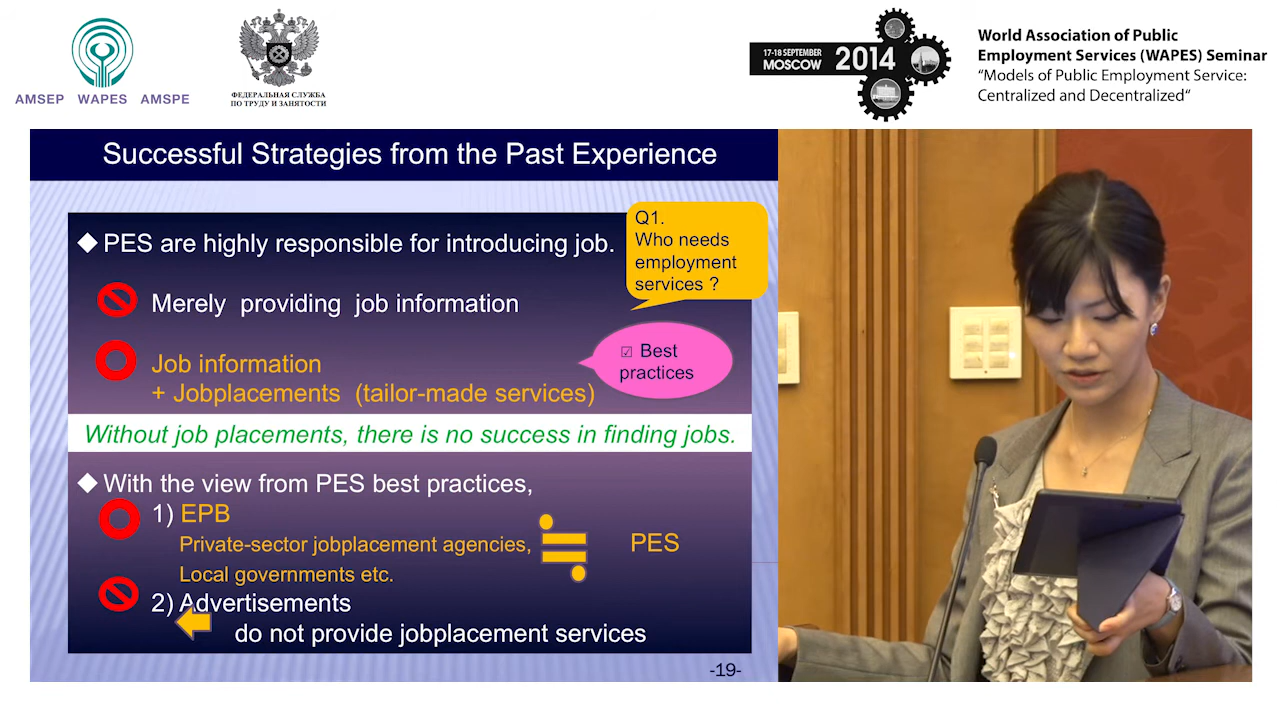 AMSEP WAPES AMSPE
ФЕДЕРАЛЬНАЯ СЛУЖБА
ПО ТРУДУ И ЗАНЯТОСТИ
17-18 SEPTEMBER
MOSCOW
2014
World Association of Public
Employment Services (WAPES) Seminar
“Models of Public Employment Service:
Centralized and Decentralized“
Successful Strategies from the Past Experience
◆ PES are highly responsible for introducing job.
Q1.
Who needs
employment
services ?
Merely providing job information
Job information
+ Jobplacements (tailor-made services)
☑ Best
practices
Without job placements, there is no success in finding jobs.
◆ With the view from PES best practices,
1) EPB
Private-sector jobplacement agencies,
Local governments etc.
PES
2) Advertisements
do not provide jobplacement services
-19-